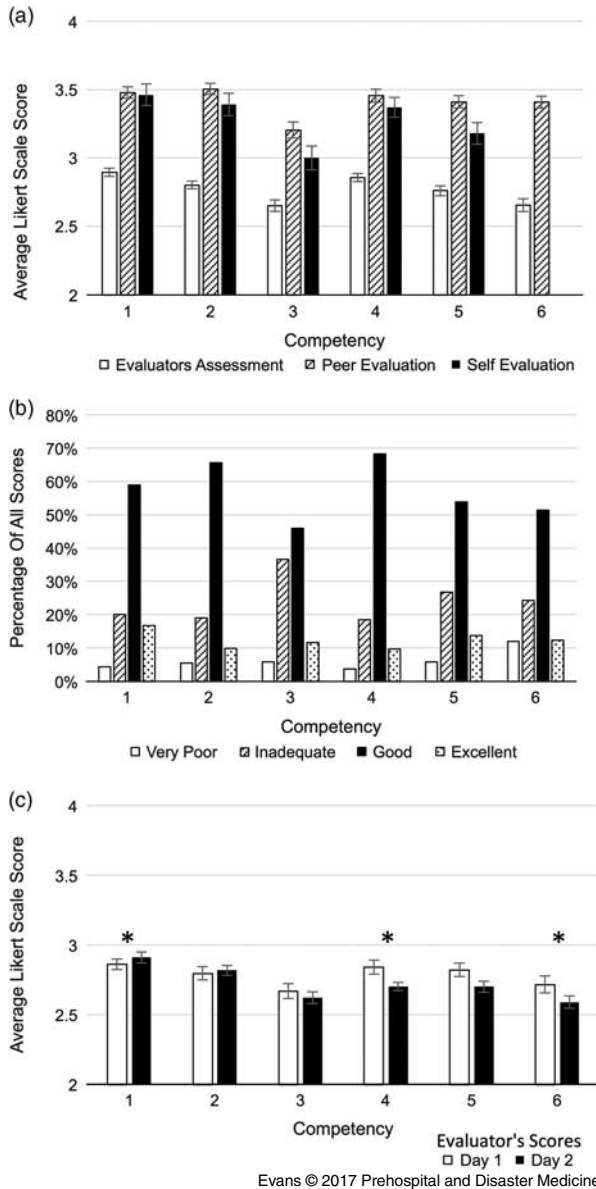 (a)
Average Likert Scale Score
4
3.5
3
2.5
2
1 2 3 4 5 6
Competency
Evaluators Assessment Peer Evaluation Self Evaluation
(b)
Percentage Of All Scores
80%
70%
60%
50%
40%
30%
20%
10%
0%
1 2 3 4 5 6
Competency
Very Poor Inadequate Good Excellent
(c)
Average Likert Scale Score
4
3.5
3
2.5
2
* * *
1 2 3 4 5 6
Competency
Evaluator's Scores
Day 1 Day 2
Evans © 2017 Prehospital and Disaster Medicine